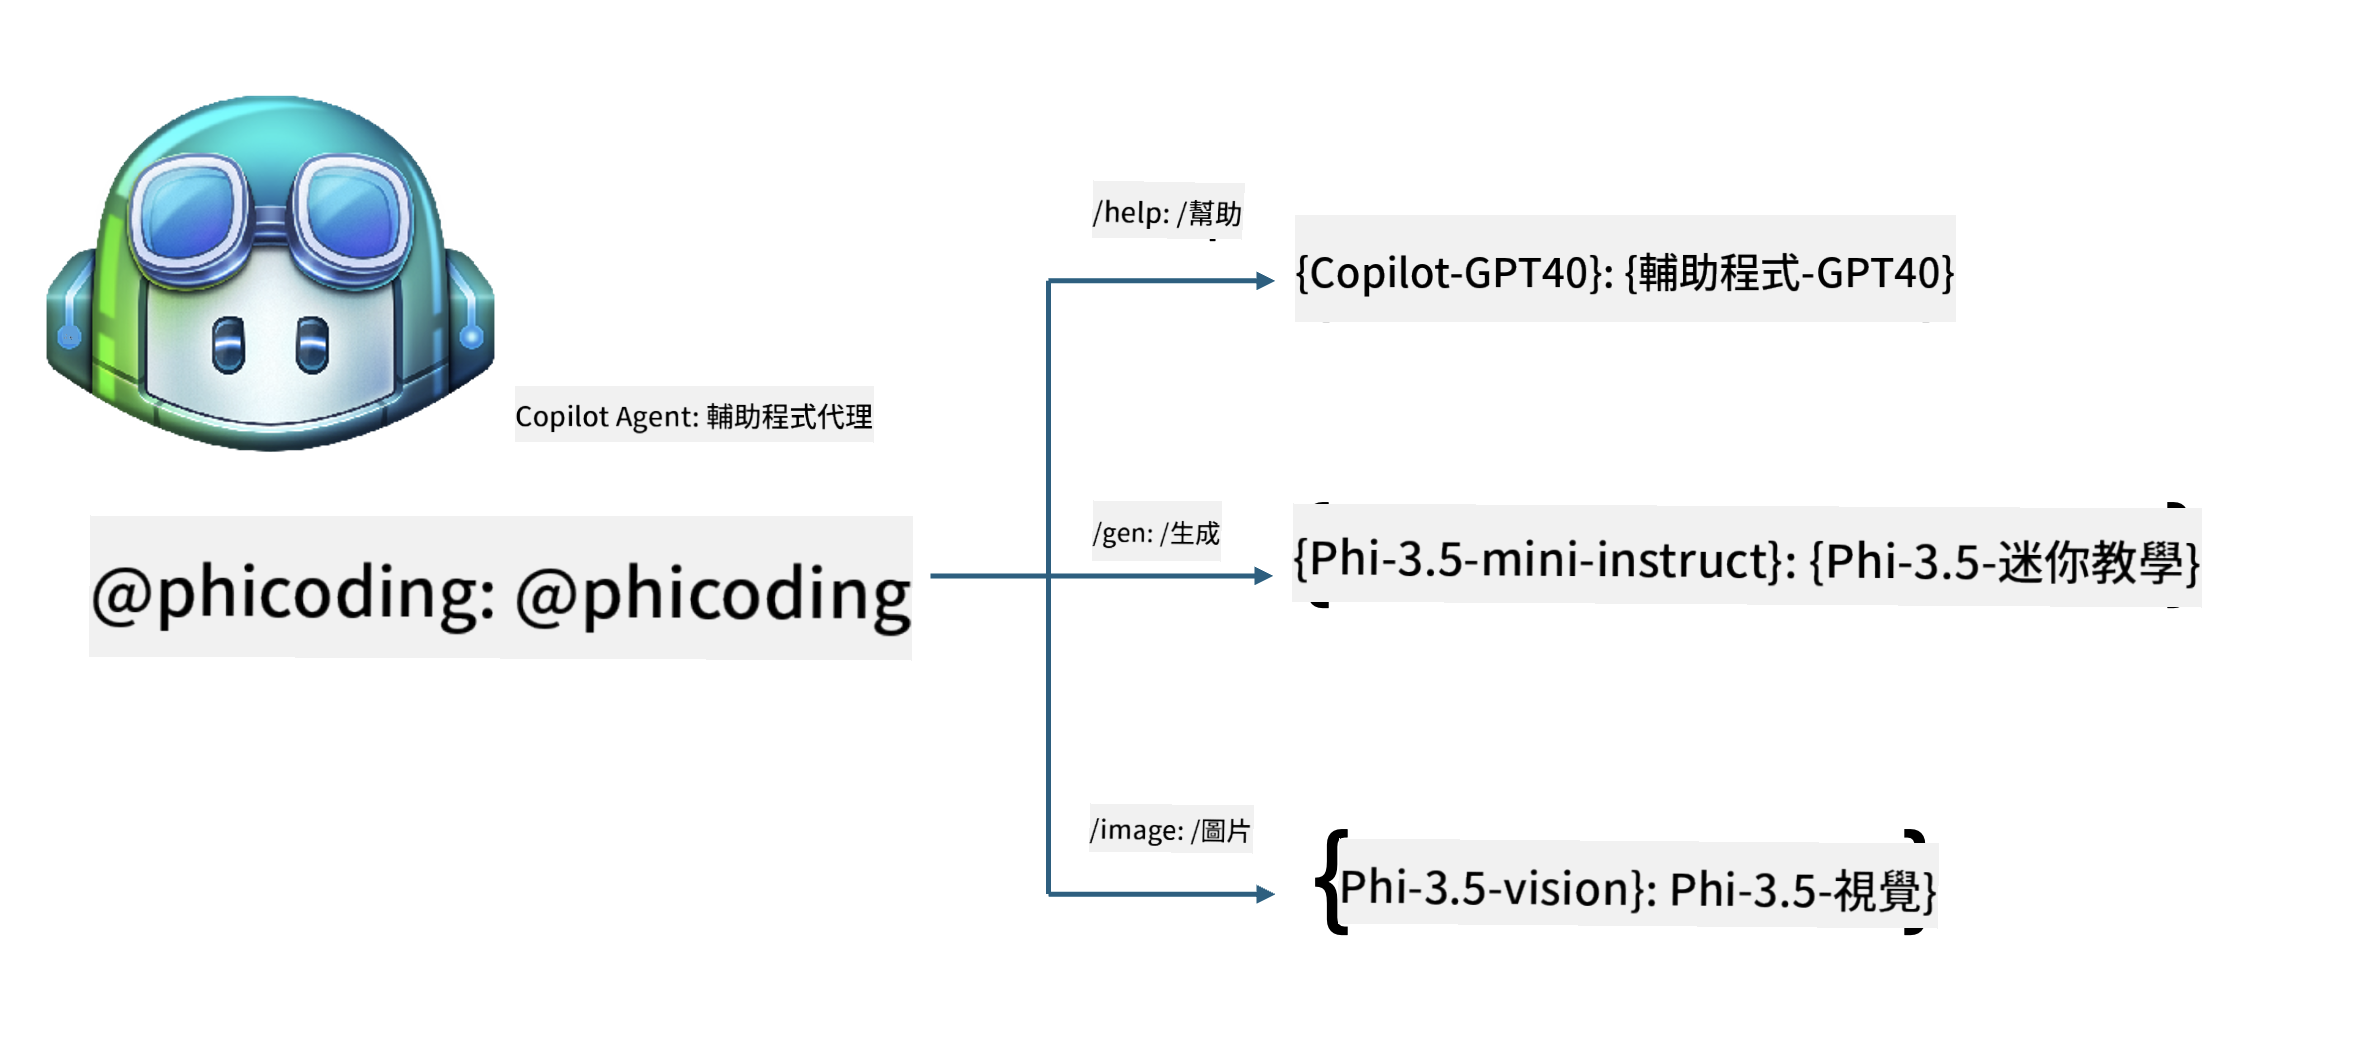 Copilot Agent: 輔助程式代理
@phicoding: @phicoding
/help: /幫助
{Copilot-GPT40}: {輔助程式-GPT40}
/gen: /生成
{Phi-3.5-mini-instruct}: {Phi-3.5-迷你教學}
/image: /圖片
{Phi-3.5-vision}: Phi-3.5-視覺}